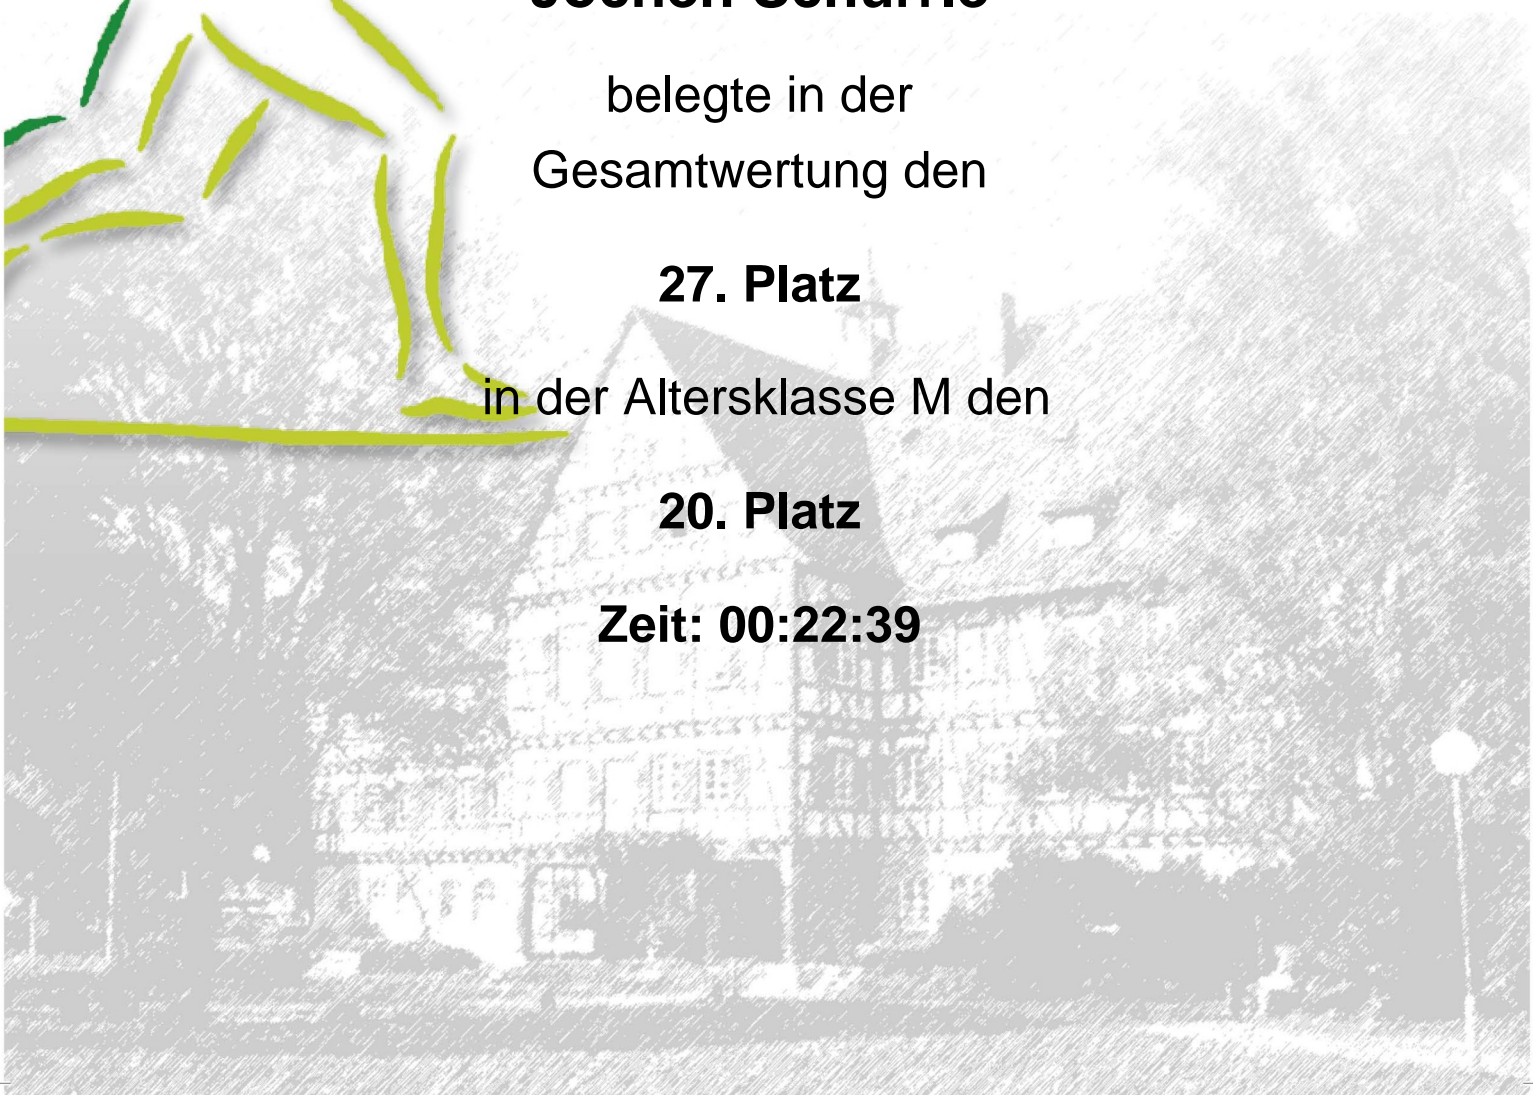 belegte in der
Gesamtwertung den
27. Platz
in der Altersklasse M den
20. Platz
Zeit: 00:22:39